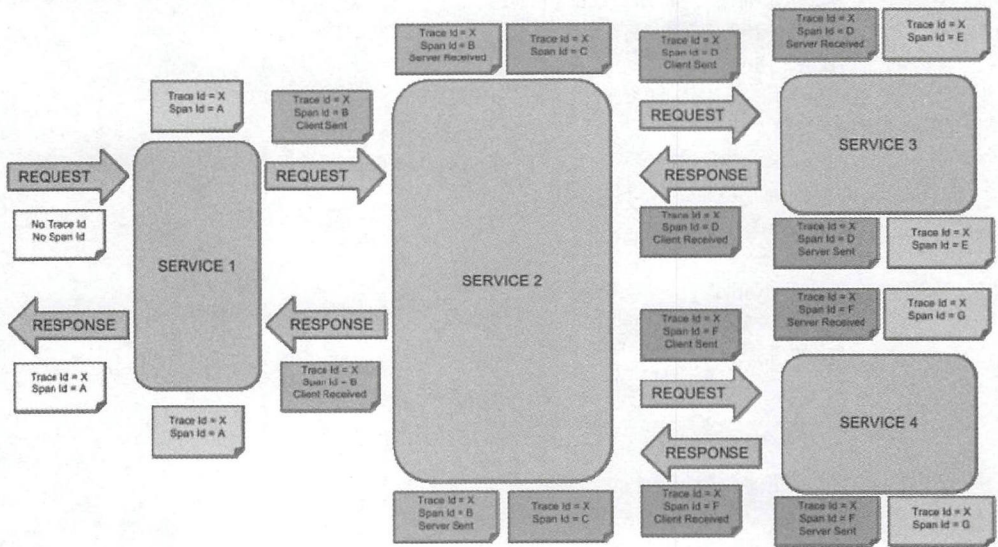 Trace Id = X
Span Id = B
Server Received
Trace Id = X
Span Id = C
Trace Id = X
Span Id = D
Client Sent
Trace Id = X
Span Id = D
Server Received
Trace Id = X
Span Id = E
Trace Id = X
Span Id = A
Trace Id = X
Span Id = B
Client Sent
REQUEST
REQUEST
REQUEST
SERVICE 3
RESPONSE
No Trace Id
No Span Id
Trace Id = X
Span Id = D
Client Received
Trace Id = X
Span Id = D
Server Sent
Trace Id = X
Span Id = E
SERVICE 1
SERVICE 2
RESPONSE
RESPONSE
Trace Id = X
Span Id = F
Client Sent
Trace Id = X
Span Id = F
Server Received
Trace Id = X
Span Id = G
Trace Id = X
Span Id = A
Trace Id = X
Span Id = B
Client Received
REQUEST
SERVICE 4
Trace Id = X
Span Id = A
RESPONSE
Trace Id = X
Span Id = B
Server Sent
Trace Id = X
Span Id = C
Trace Id = X
Span Id = F
Client Received
Trace Id = X
Span Id = F
Server Sent
Trace Id = X
Span Id = G